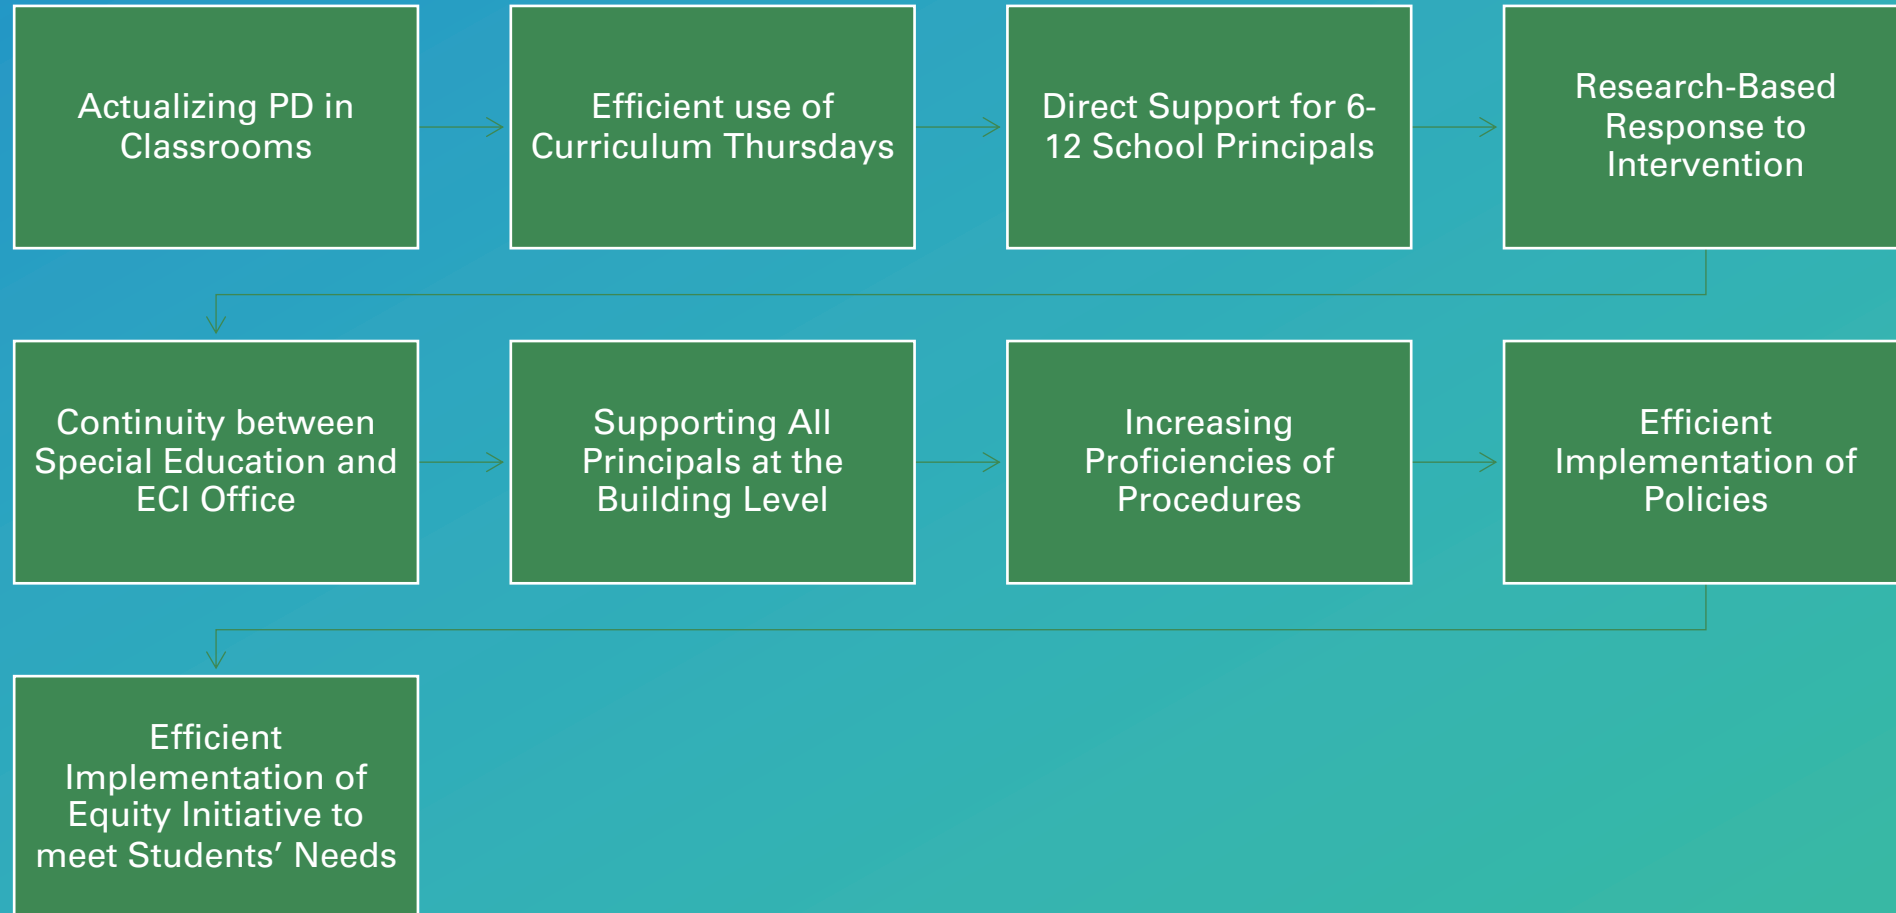 Actualizing PD in
Classrooms
Efficient use of
Curriculum Thursdays
Direct Support for 6-
12 School Principals
Research-Based
Response to
Intervention
Continuity between
Special Education and
ECI Office
Supporting All
Principals at the
Building Level
Increasing
Proficiencies of
Procedures
Efficient
Implementation of
Policies
Efficient
Implementation of
Equity Initiative to
meet Students’ Needs